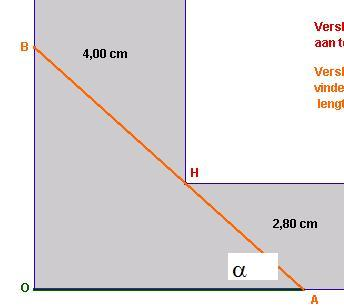 Versl
aan t
B
4,00 cm
Versl
vinde
lengt
H
2,80 cm
α
O
A